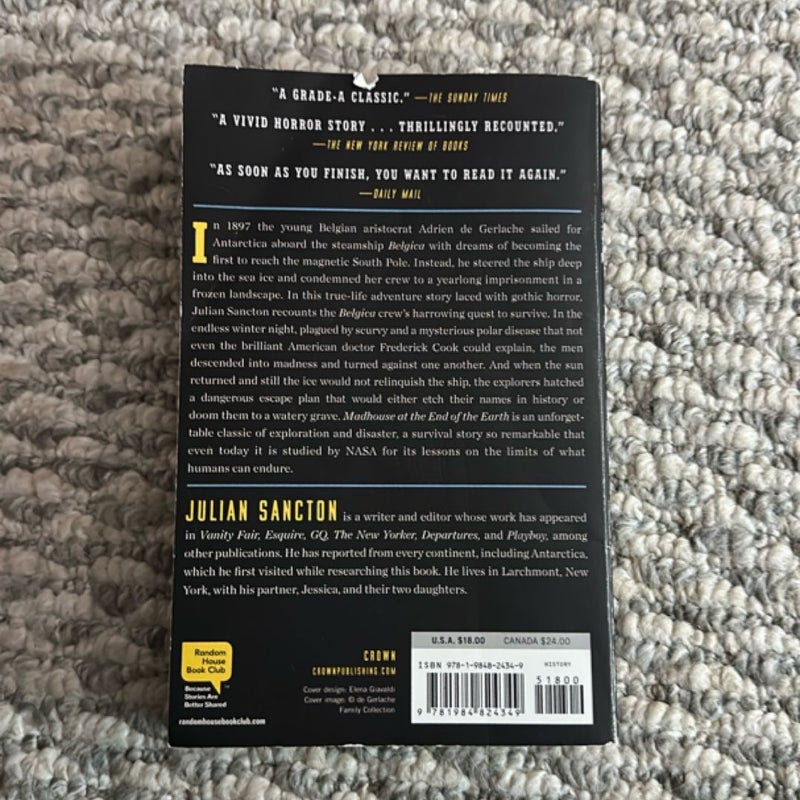 "A GRADE-A CLASSIC." —THE SUNDAY TIMES
"A VIVID HORROR STORY . . . THRILLINGLY RECOUNTED."
—THE NEW YORK REVIEW OF BOOKS
"AS SOON AS YOU FINISH, YOU WANT TO READ IT AGAIN."
—DAILY MAIL
In 1897 the young Belgian aristocrat Adrien de Gerlache sailed for
Antarctica aboard the steamship Belgica with dreams of becoming the
first to reach the magnetic South Pole. Instead, he steered the ship deep
into the sea ice and condemned her crew to a yearlong imprisonment in a
frozen landscape. In this true-life adventure story laced with gothic horror,
Julian Sancton recounts the Belgica crew's harrowing quest to survive. In the
endless winter night, plagued by scurvy and a mysterious polar disease that not
even the brilliant American doctor Frederick Cook could explain, the men
descended into madness and turned against one another. And when the sun
returned and still the ice would not relinquish the ship, the explorers hatched
a dangerous escape plan that would either etch their names in history or
doom them to a watery grave. Madhouse at the End of the Earth is an unforget-
table classic of exploration and disaster, a survival story so remarkable that
even today it is studied by NASA for its lessons on the limits of what
humans can endure.
JULIAN SANCTON is a writer and editor whose work has appeared
in Vanity Fair, Esquire, GQ, The New Yorker, Departures, and Playboy, among
other publications. He has reported from every continent, including Antarctica,
which he first visited while researching this book. He lives in Larchmont, New
York, with his partner, Jessica, and their two daughters.
Random
House
Book Club
Because
Stories Are
Better Shared
™
randomhousebookclub.com
CROWN
CROWNPUBLISHING.COM
Cover design: Elena Giavaldi
Cover image: © de Gerlache
Family Collection
U.S.A. $18.00 CANADA $24.00
ISBN 978-1-9848-2434-9 HISTORY
51800
9 781984 824349